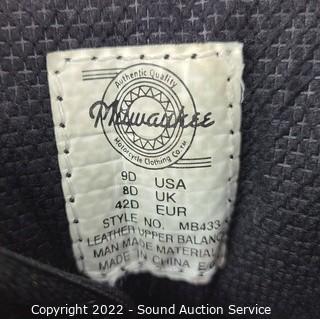 Authentic Quality
Milwaukee
Motorcycle Clothing Co.™
9D USA
8D UK
42D EUR
STYLE NO. MB433
LEATHER UPPER BALANCE
MAN MADE MATERIAL
MADE IN CHINA
Copyright 2022 - Sound Auction Service